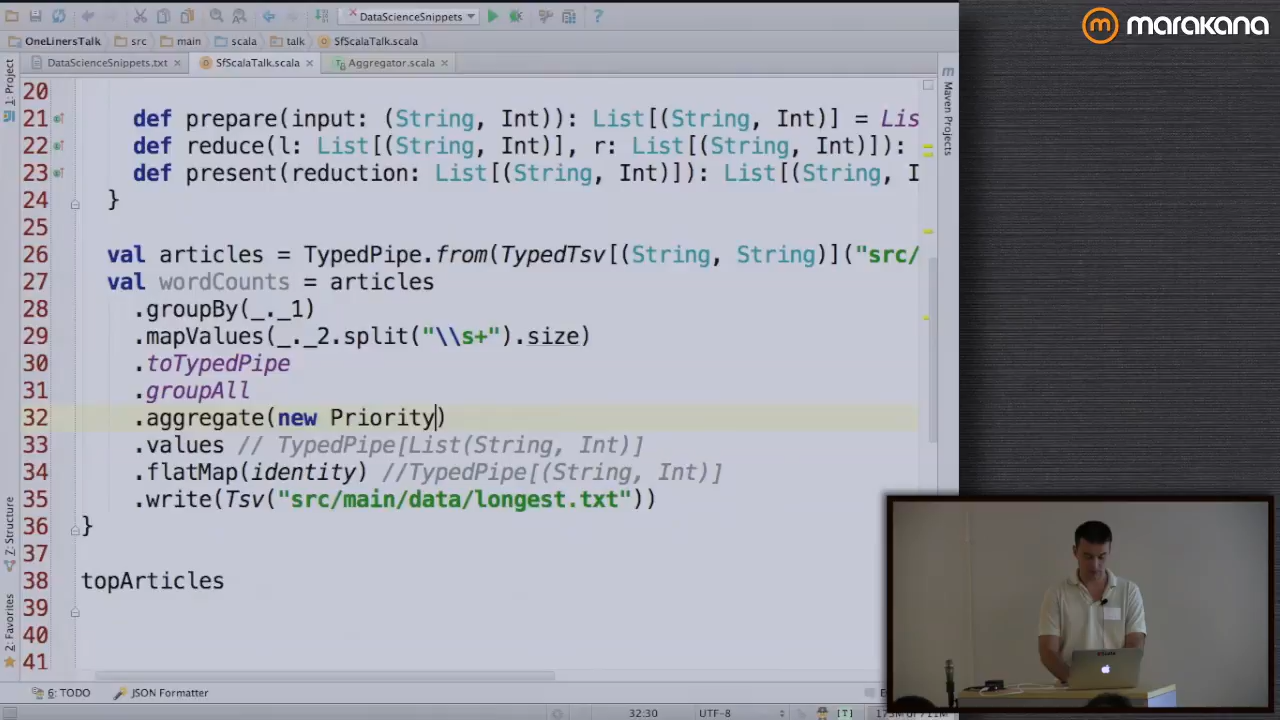 DataScienceSnippets
marakana
OneLinersTalk src main scala talk SfScalaTalk.scala
DataScienceSnippets.txt SfScalaTalk.scala Aggregator.scala
1: Project
Maven Projects
20
21 def prepare(input: (String, Int)): List[(String, Int)] = Lis
22 def reduce(l: List[(String, Int)], r: List[(String, Int)]):
23 def present(reduction: List[(String, Int)]): List[(String, I
24 }
25
26 val articles = TypedPipe.from(TypedTsv[(String, String)]("src/
27 val wordCounts = articles
28 .groupBy(_._1)
29 .mapValues(_._2.split("\\s+").size)
30 .toTypedPipe
31 .groupAll
32 .aggregate(new Priority)
33 .values // TypedPipe[List(String, Int)]
34 .flatMap(identity) //TypedPipe[(String, Int)]
35 .write(Tsv("src/main/data/longest.txt"))
36 }
37
38 topArticles
39
40
41
Z: Structure
2: Favorites
6: TODO JSON Formatter
32:30 UTF-8 [T]